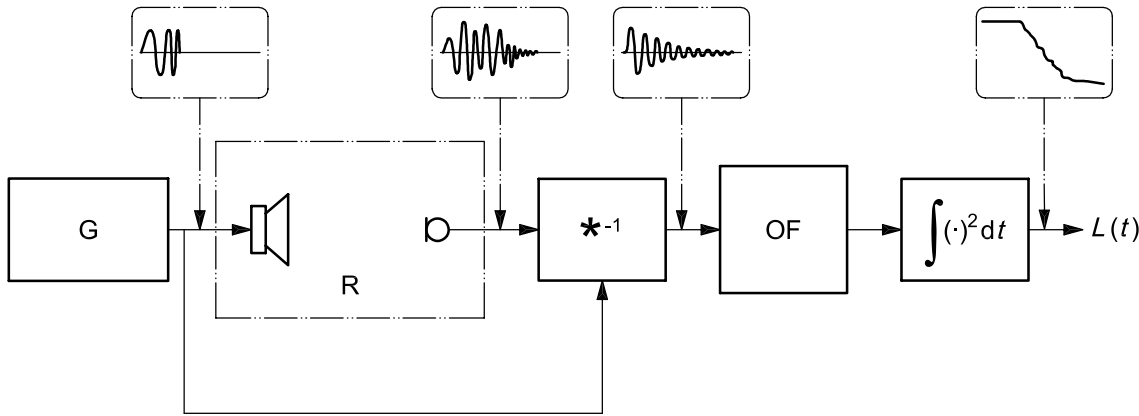 G
R
*-1
OF
∫(·)²dt
L(t)